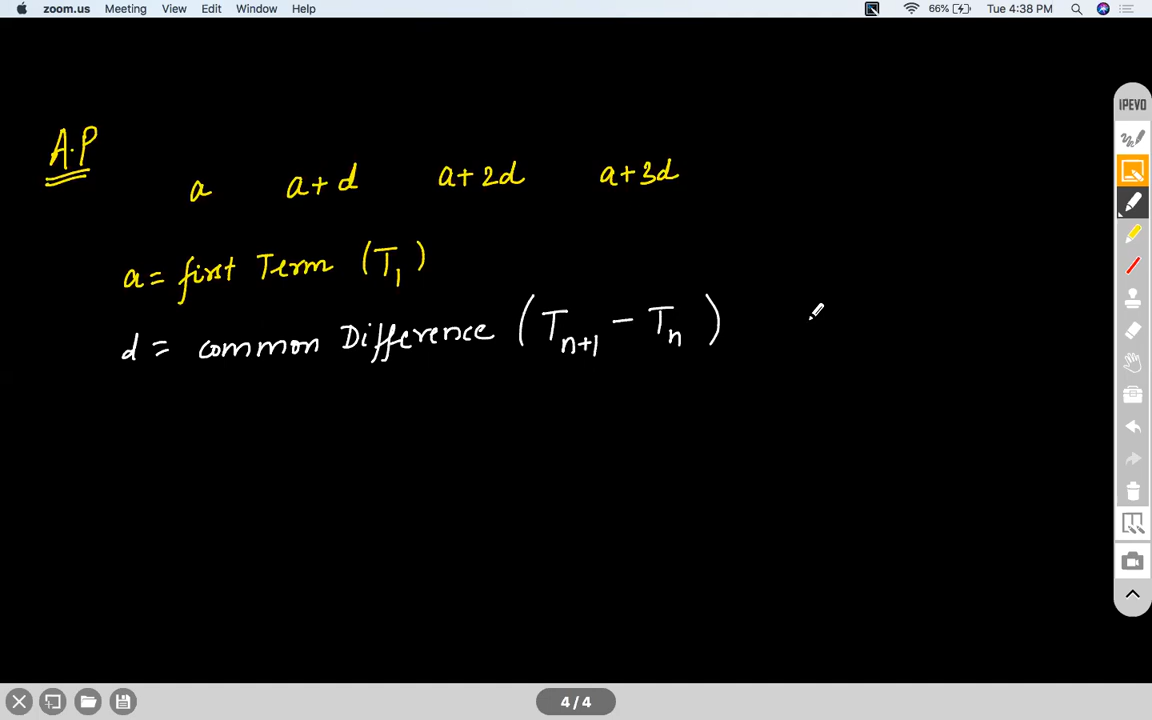 zoom.us Meeting View Edit Window Help 66% Tue 4:38 PM
IPEVO
A.P
a a+d a+2d a+3d
a= first Term (T₁)
d= common Difference (Tₙ₊₁ − Tₙ)
4/4